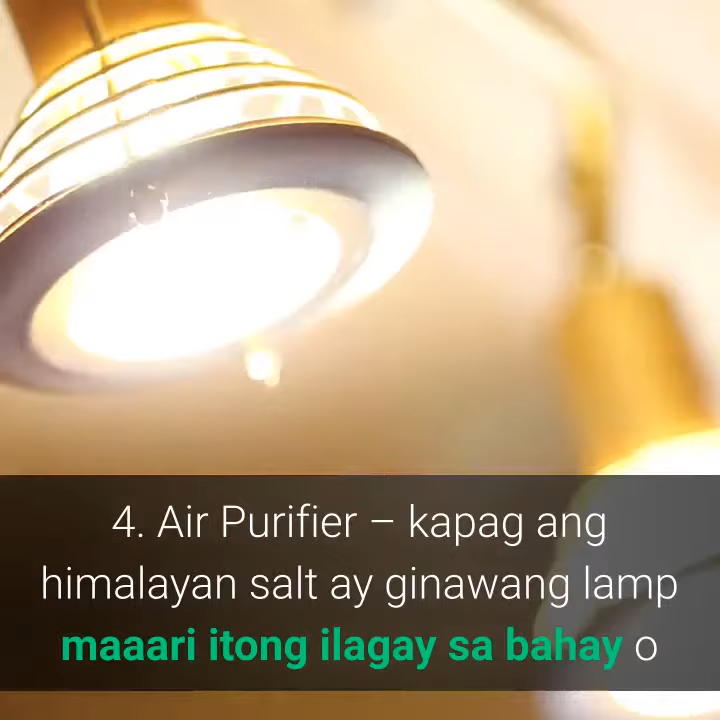 4. Air Purifier – kapag ang
himalayan salt ay ginawang lamp
maaari itong ilagay sa bahay o